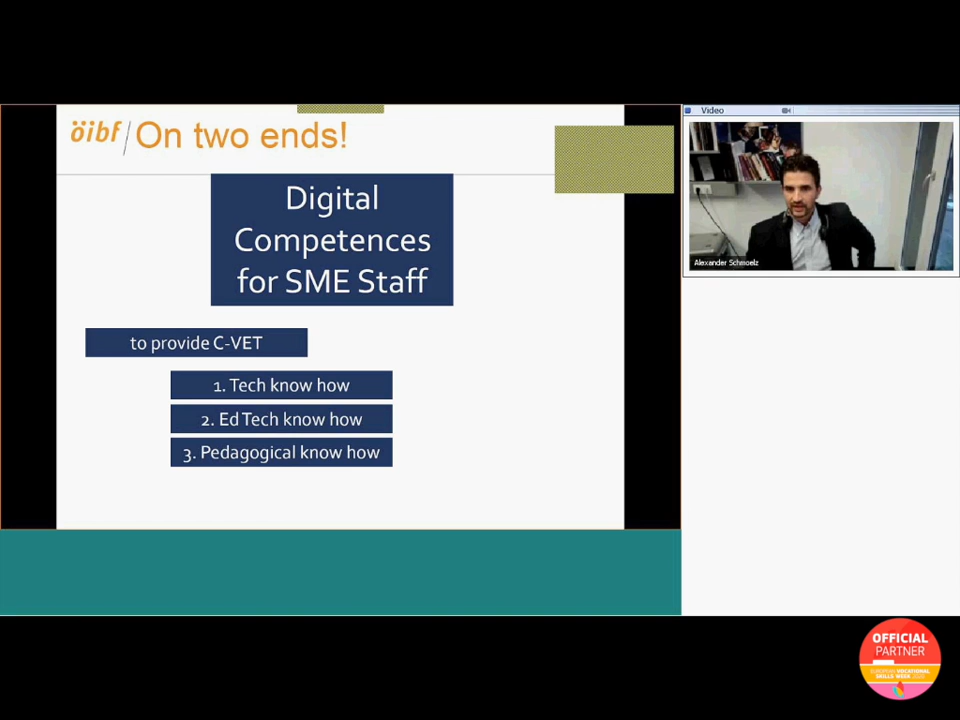 öibf
On two ends!
Digital
Competences
for SME Staff
to provide C-VET
1. Tech know how
2. Ed Tech know how
3. Pedagogical know how
Video
Alexander Schmoelz
OFFICIAL
PARTNER
EUROPEAN VOCATIONAL
SKILLS WEEK 2020